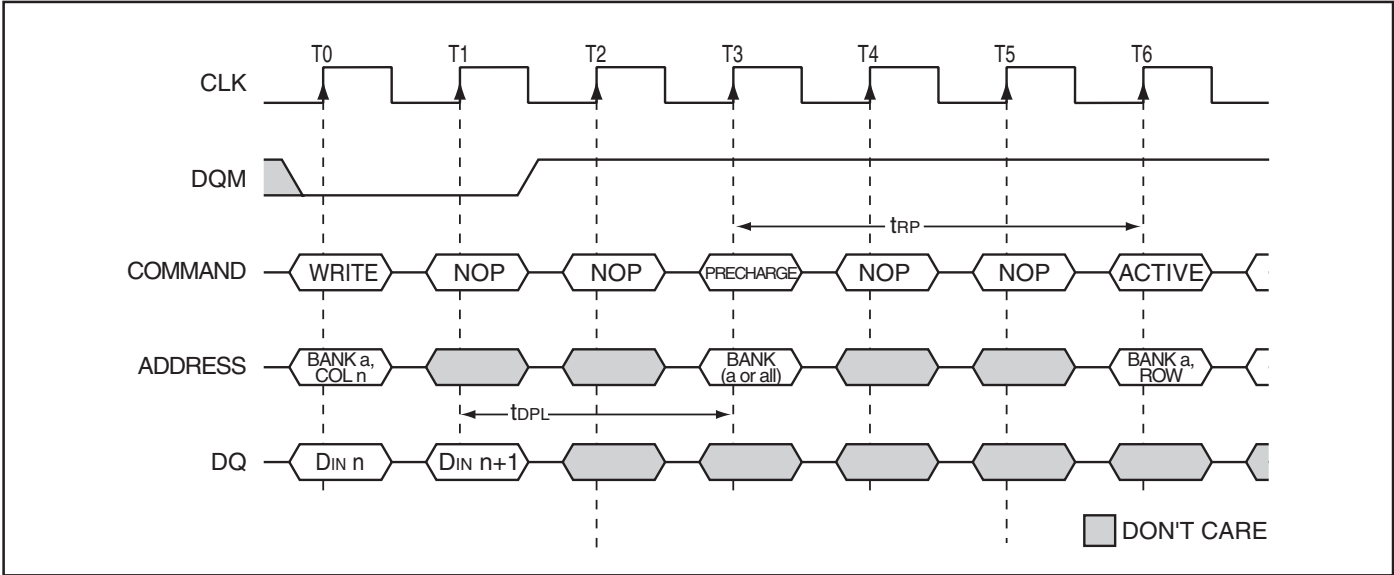 T0 T1 T2 T3 T4 T5 T6
CLK
DQM
tRP
COMMAND WRITE NOP NOP PRECHARGE NOP NOP ACTIVE
ADDRESS BANK a, COL n BANK (a or all) BANK a, ROW
tDPL
DQ DIN n DIN n+1
DON'T CARE